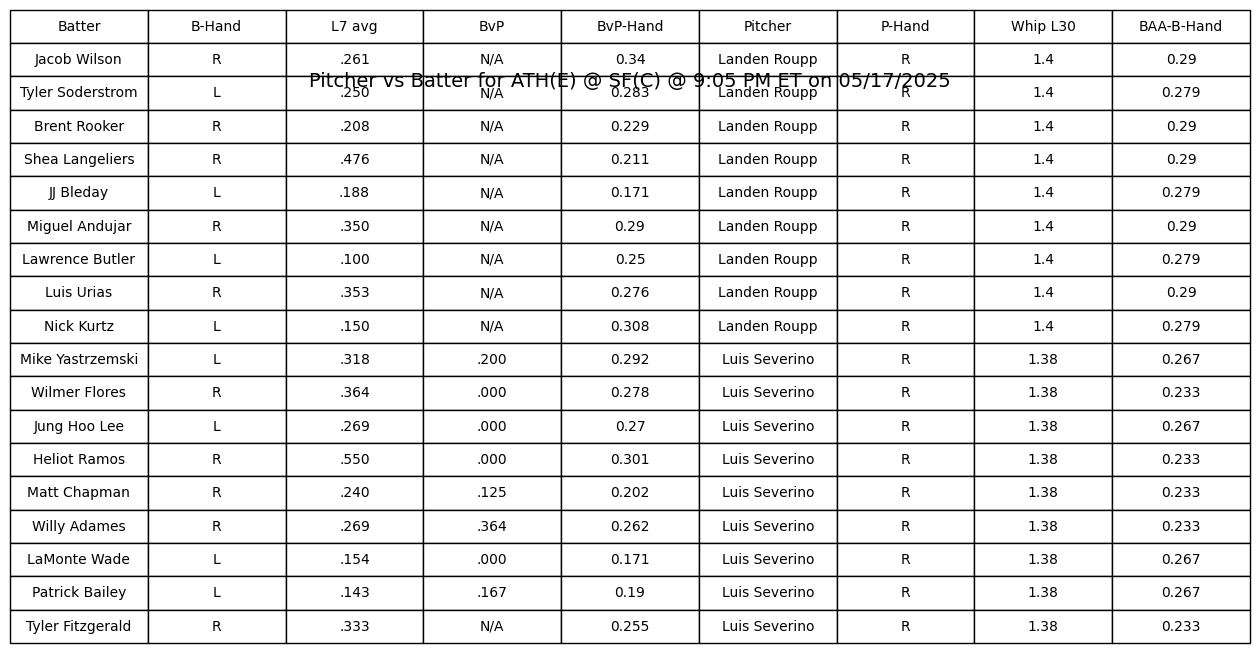 Batter B-Hand L7 avg BvP BvP-Hand Pitcher P-Hand Whip L30 BAA-B-Hand
Jacob Wilson R .261 N/A 0.34 Landen Roupp R 1.4 0.29
Pitcher vs Batter for ATH(E) @ SF(C) @ 9:05 PM ET on 05/17/2025
Tyler Soderstrom L .250 N/A 0.283 Landen Roupp R 1.4 0.279
Brent Rooker R .208 N/A 0.229 Landen Roupp R 1.4 0.29
Shea Langeliers R .476 N/A 0.211 Landen Roupp R 1.4 0.29
JJ Bleday L .188 N/A 0.171 Landen Roupp R 1.4 0.279
Miguel Andujar R .350 N/A 0.29 Landen Roupp R 1.4 0.29
Lawrence Butler L .100 N/A 0.25 Landen Roupp R 1.4 0.279
Luis Urias R .353 N/A 0.276 Landen Roupp R 1.4 0.29
Nick Kurtz L .150 N/A 0.308 Landen Roupp R 1.4 0.279
Mike Yastrzemski L .318 .200 0.292 Luis Severino R 1.38 0.267
Wilmer Flores R .364 .000 0.278 Luis Severino R 1.38 0.233
Jung Hoo Lee L .269 .000 0.27 Luis Severino R 1.38 0.267
Heliot Ramos R .550 .000 0.301 Luis Severino R 1.38 0.233
Matt Chapman R .240 .125 0.202 Luis Severino R 1.38 0.233
Willy Adames R .269 .364 0.262 Luis Severino R 1.38 0.233
LaMonte Wade L .154 .000 0.171 Luis Severino R 1.38 0.267
Patrick Bailey L .143 .167 0.19 Luis Severino R 1.38 0.267
Tyler Fitzgerald R .333 N/A 0.255 Luis Severino R 1.38 0.233